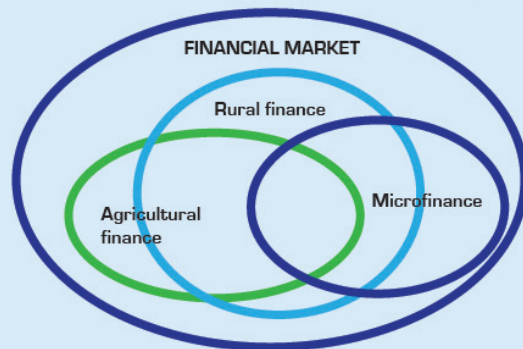 FINANCIAL MARKET
Rural finance
Microfinance
Agricultural
finance